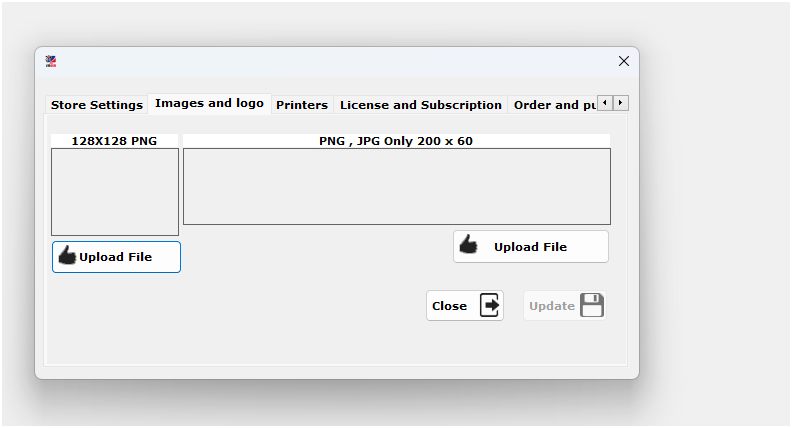 Store Settings Images and logo Printers License and Subscription Order and pu
128X128 PNG PNG , JPG Only 200 x 60
Upload File Upload File
Close Update